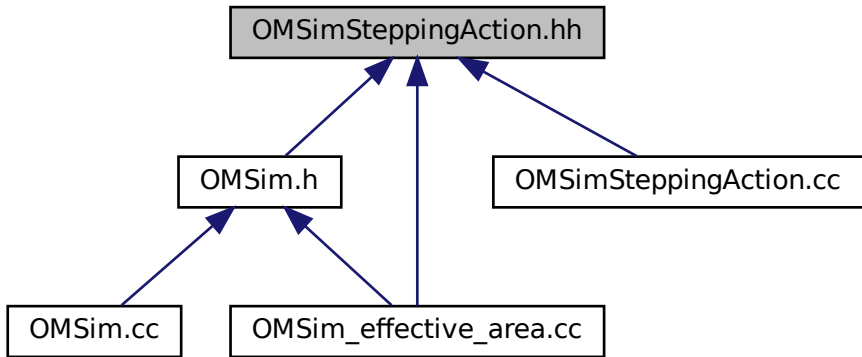 OMSimSteppingAction.hh
OMSim.h
OMSimSteppingAction.cc
OMSim.cc
OMSim_effective_area.cc